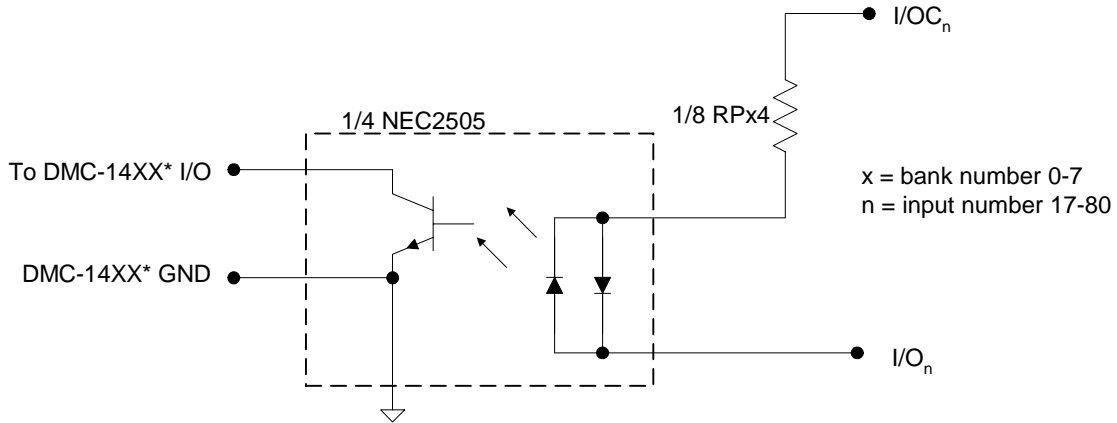 I/OCn
1/4 NEC2505
1/8 RPx4
To DMC-14XX* I/O
x = bank number 0-7
n = input number 17-80
DMC-14XX* GND
I/On